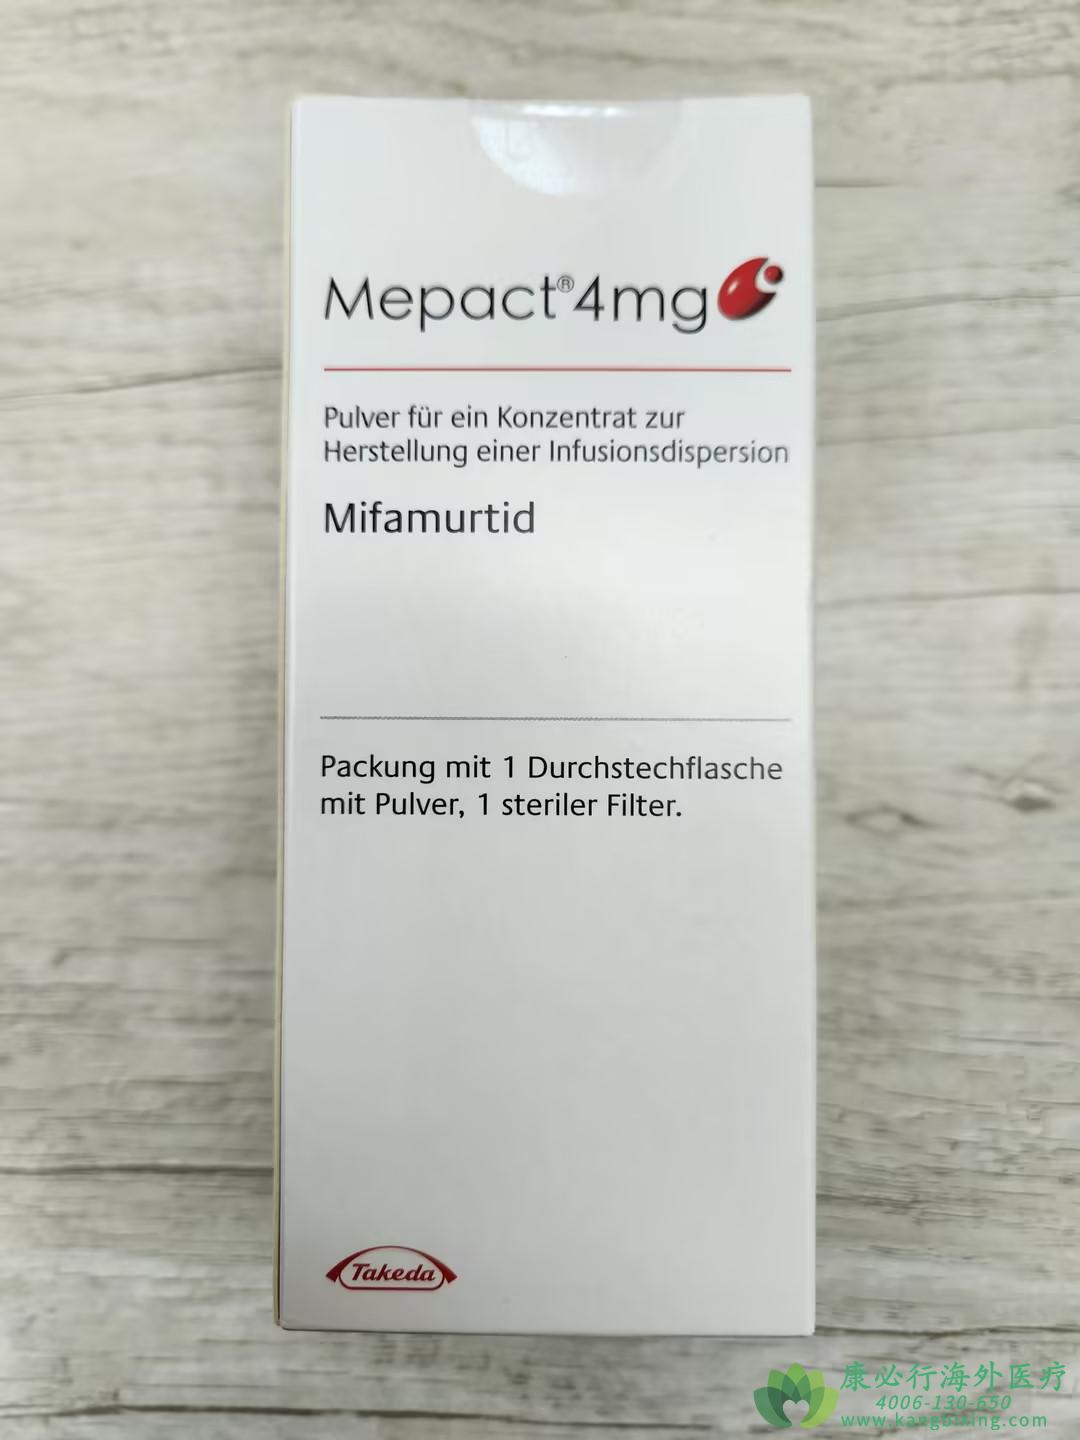 Mepact® 4mg
Pulver für ein Konzentrat zur
Herstellung einer Infusionsdispersion
Mifamurtid
Packung mit 1 Durchstechflasche
mit Pulver, 1 steriler Filter.
Takeda
康必行海外医疗
4006-130-650
www.kangbixing.com